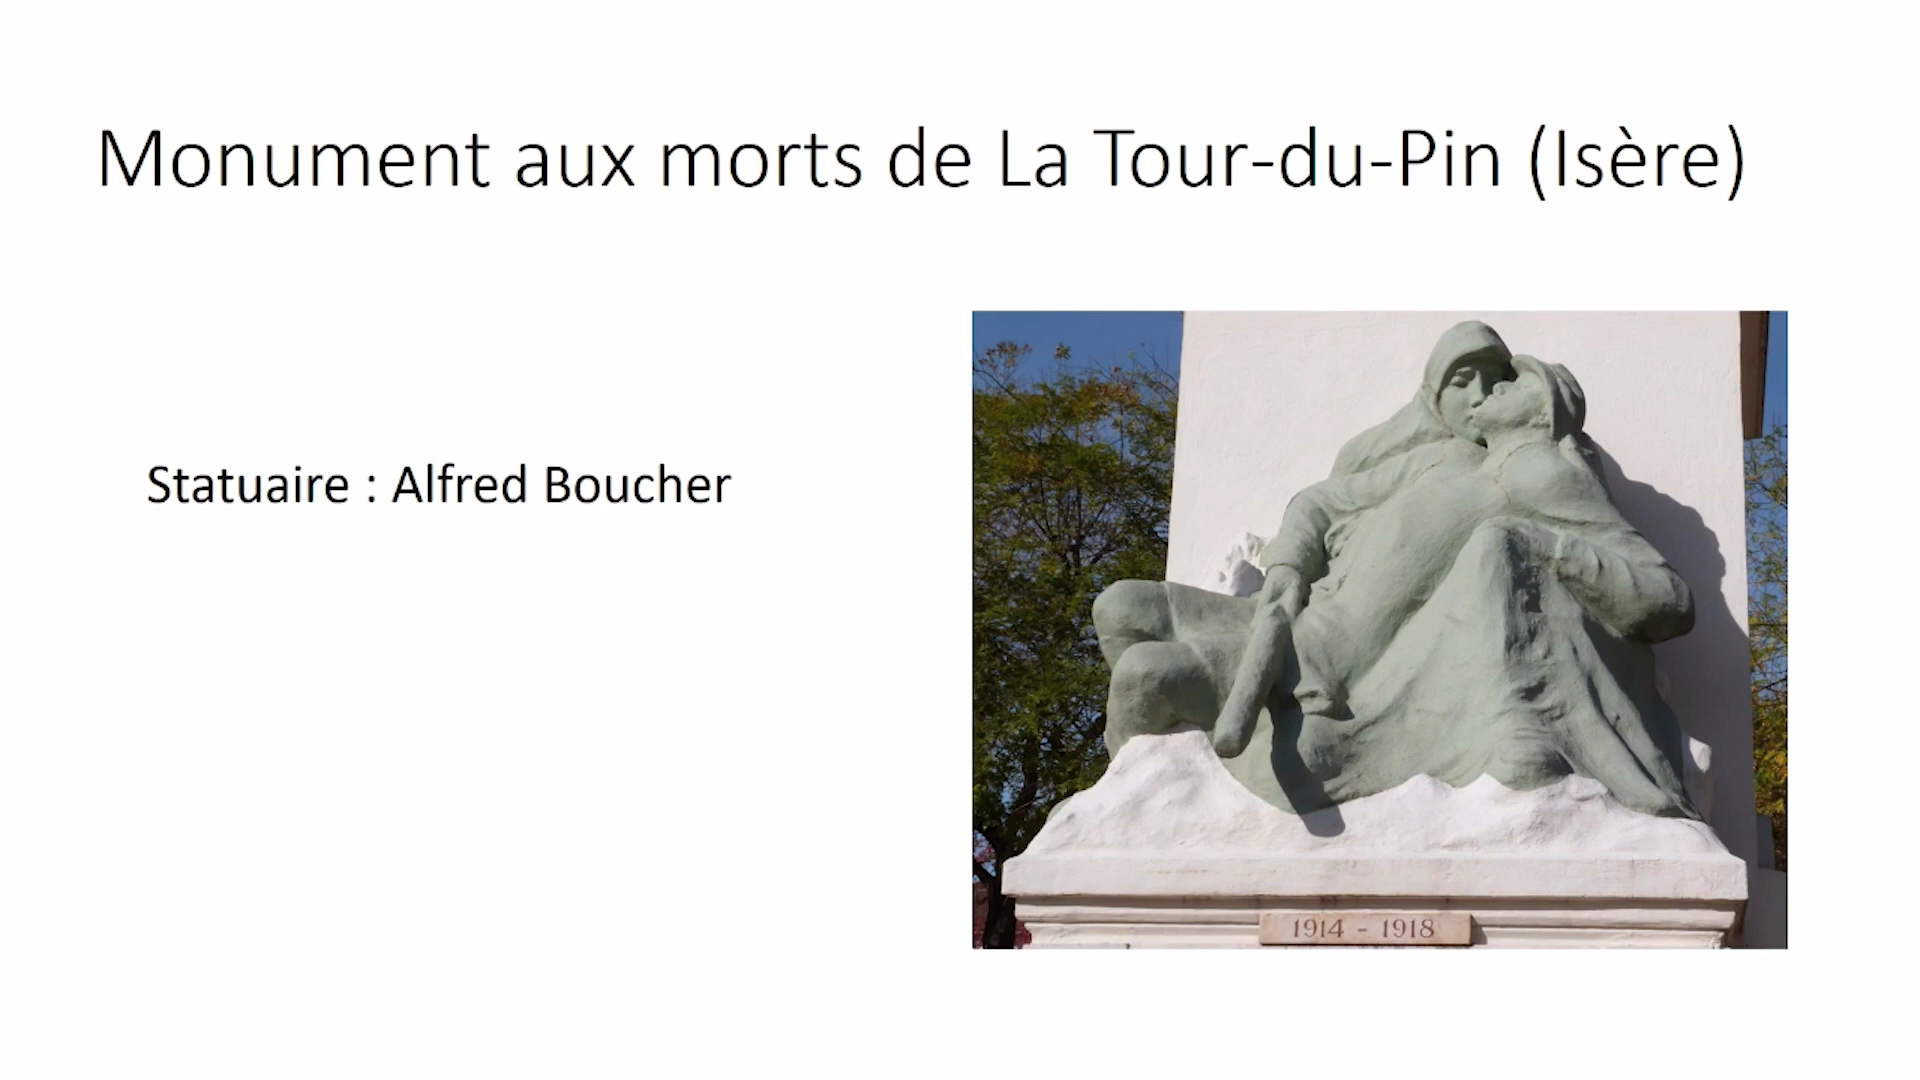 Monument aux morts de La Tour-du-Pin (Isère)
Statuaire : Alfred Boucher
1914 - 1918